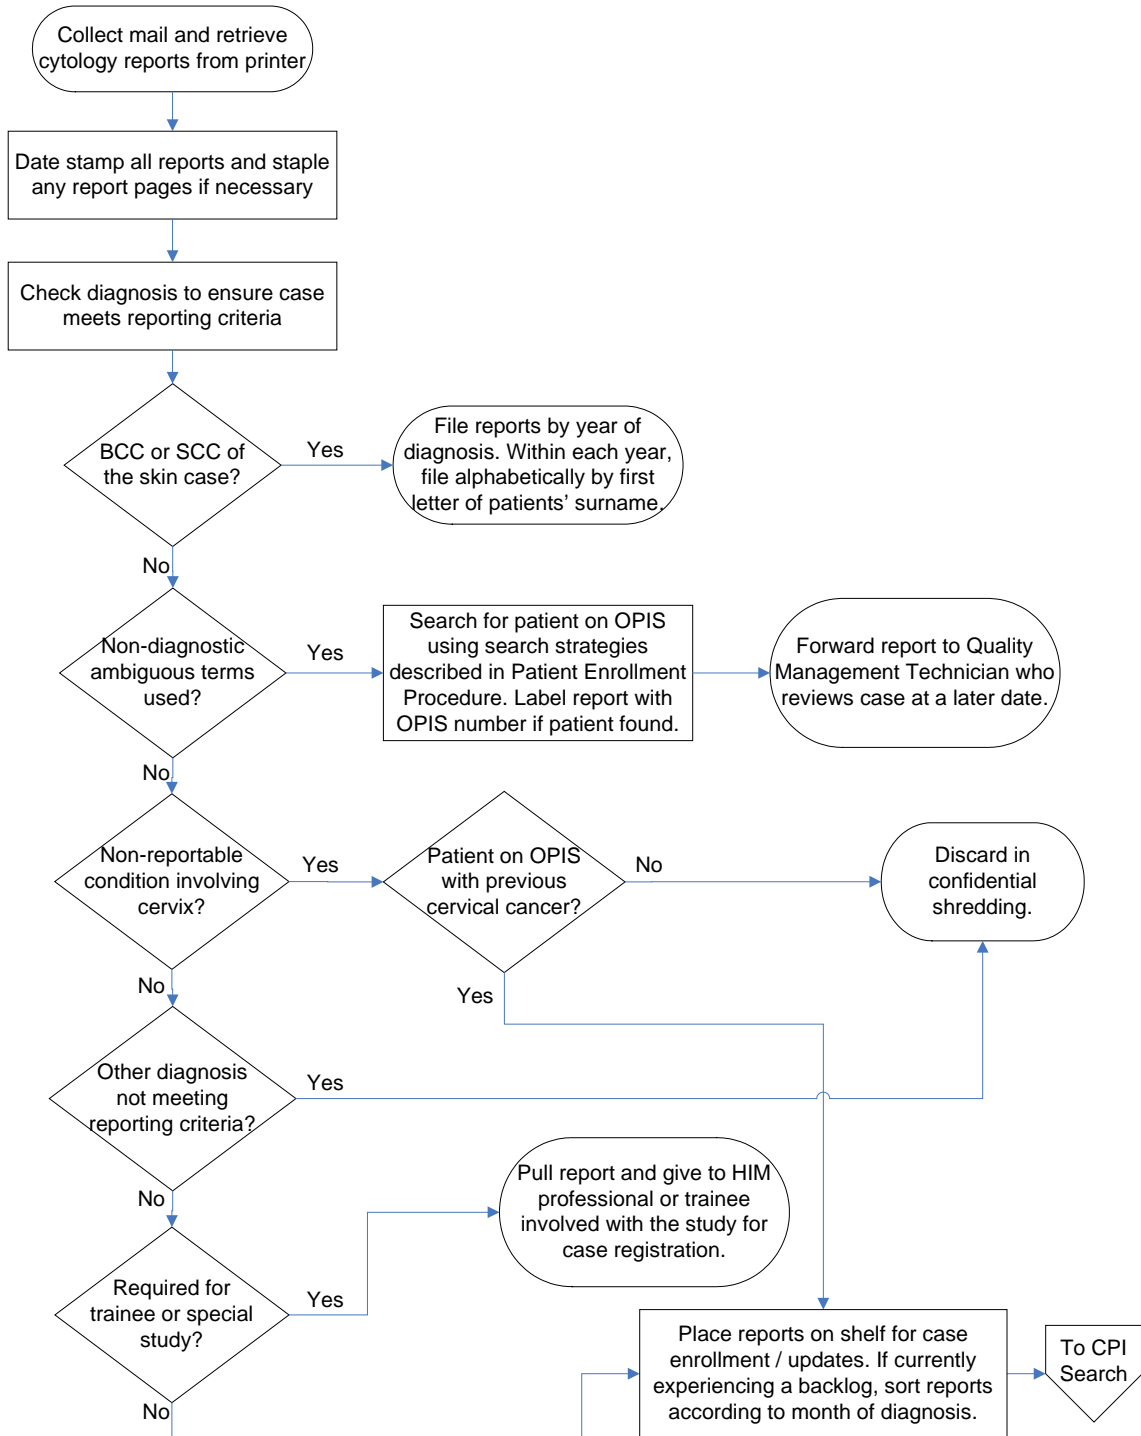 Collect mail and retrieve
cytology reports from printer
Date stamp all reports and staple
any report pages if necessary
Check diagnosis to ensure case
meets reporting criteria
BCC or SCC of
the skin case?
Yes
File reports by year of
diagnosis. Within each year,
file alphabetically by first
letter of patients' surname.
No
Non-diagnostic
ambiguous terms
used?
Yes
Search for patient on OPIS
using search strategies
described in Patient Enrollment
Procedure. Label report with
OPIS number if patient found.
Forward report to Quality
Management Technician who
reviews case at a later date.
No
Non-reportable
condition involving
cervix?
Yes
Patient on OPIS
with previous
cervical cancer?
No
Discard in
confidential
shredding.
Yes
No
Other diagnosis
not meeting
reporting criteria?
Yes
No
Pull report and give to HIM
professional or trainee
involved with the study for
case registration.
Required for
trainee or special
study?
Yes
No
Place reports on shelf for case
enrollment / updates. If currently
experiencing a backlog, sort reports
according to month of diagnosis.
To CPI
Search